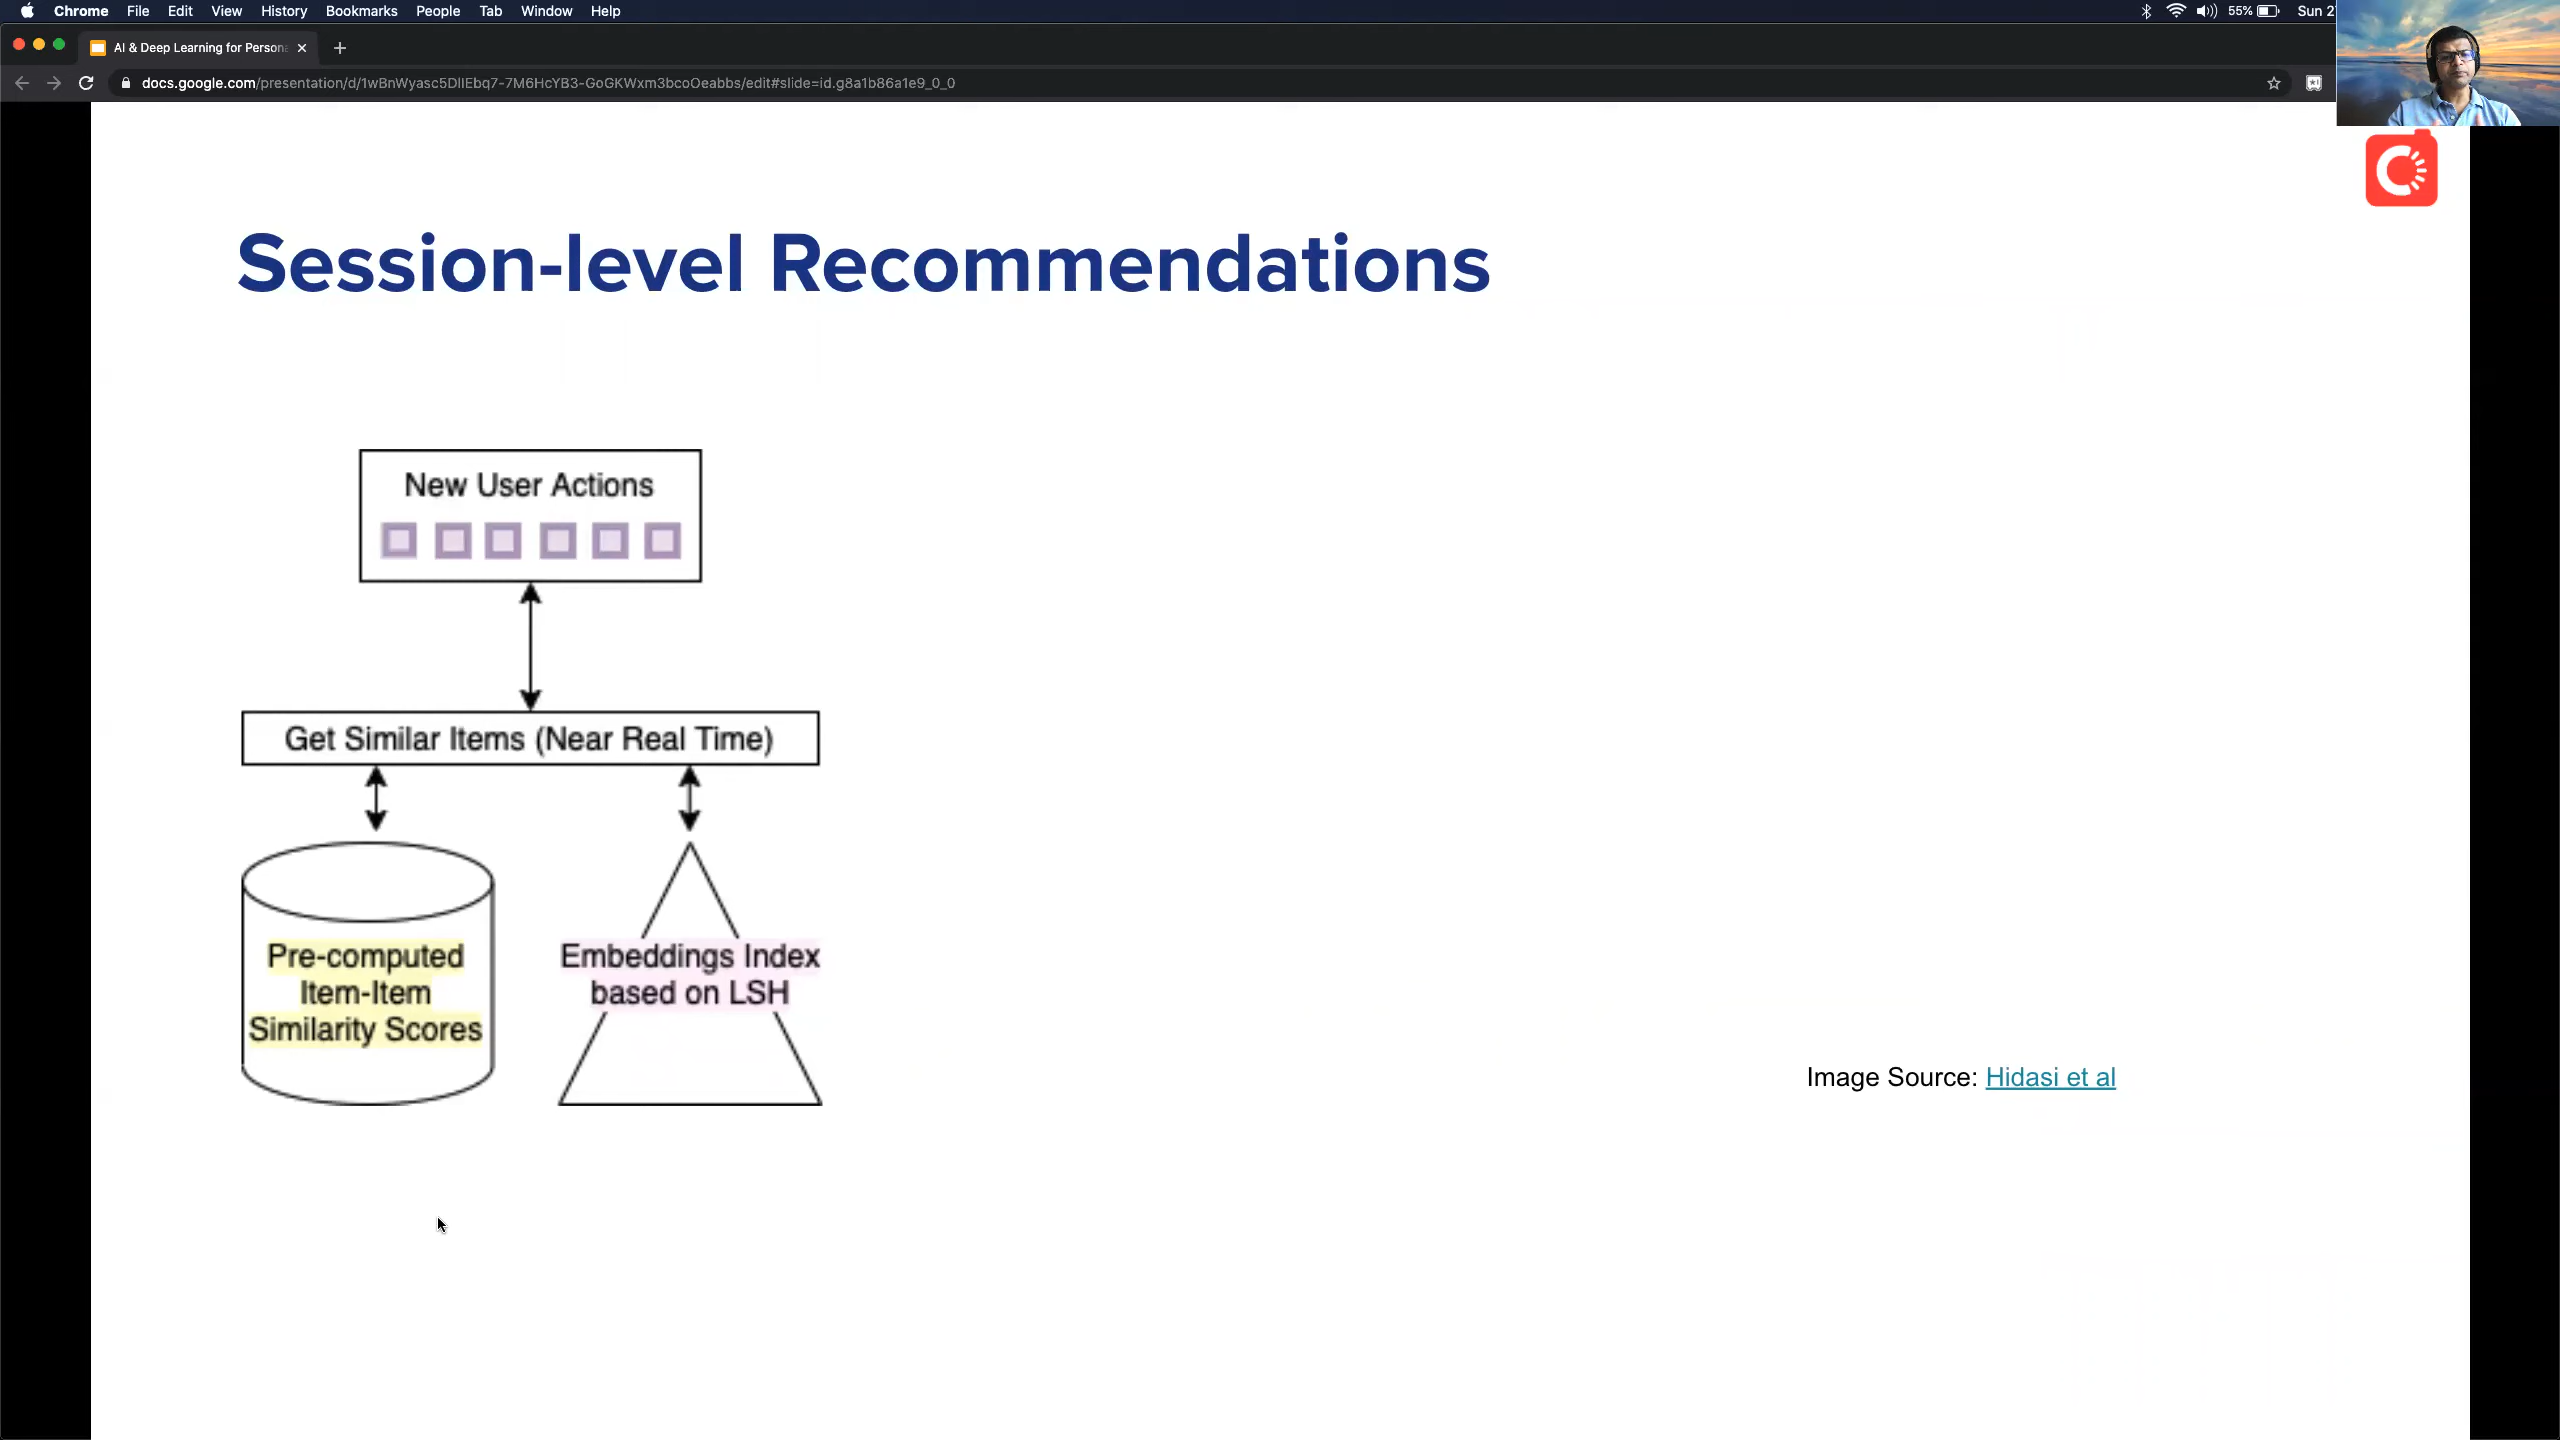 Chrome File Edit View History Bookmarks People Tab Window Help
55% Sun 2
AI & Deep Learning for Person
docs.google.com/presentation/d/1wBnWyasc5DlIEbq7-7M6HcYB3-GoGKWxm3bcoOeabbs/edit#slide=id.g8a1b86a1e9_0_0
Session-level Recommendations
New User Actions
Get Similar Items (Near Real Time)
Pre-computed
Item-Item
Similarity Scores
Embeddings Index
based on LSH
Image Source: Hidasi et al